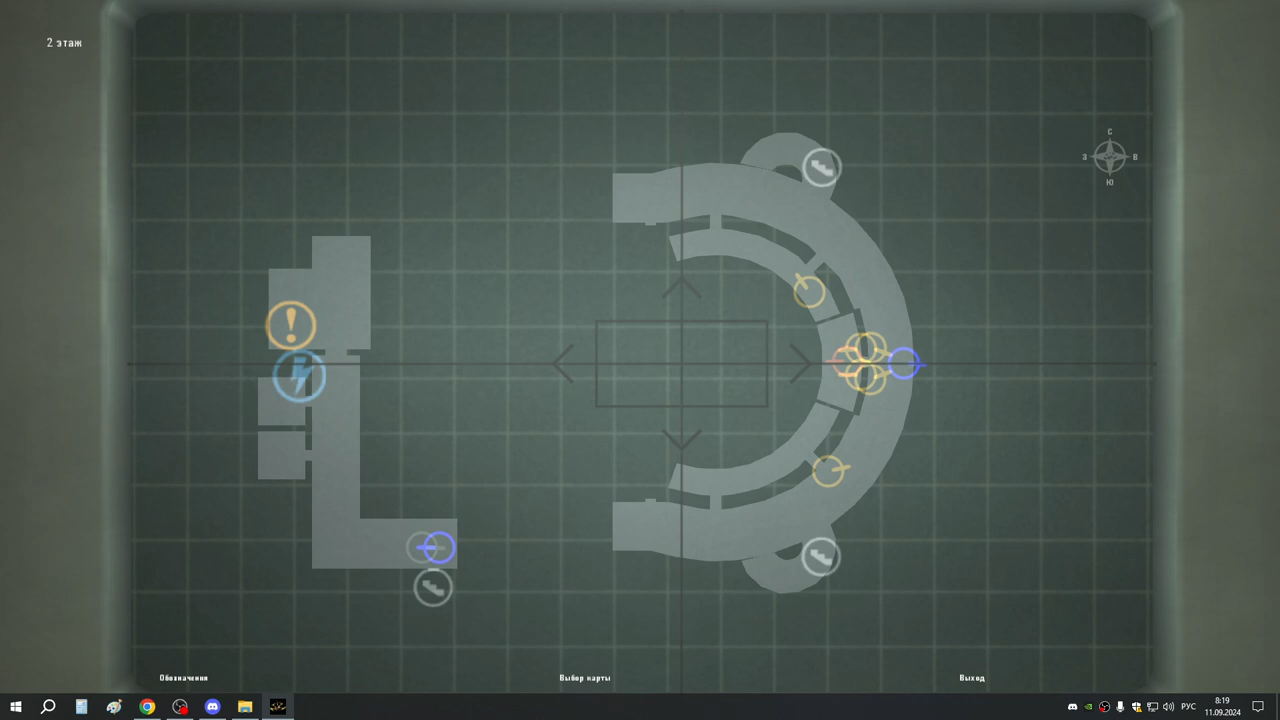 2 этаж
С
З
В
Ю
Обозначения
Выбор карты
Выход
РУС
8:19
11.09.2024